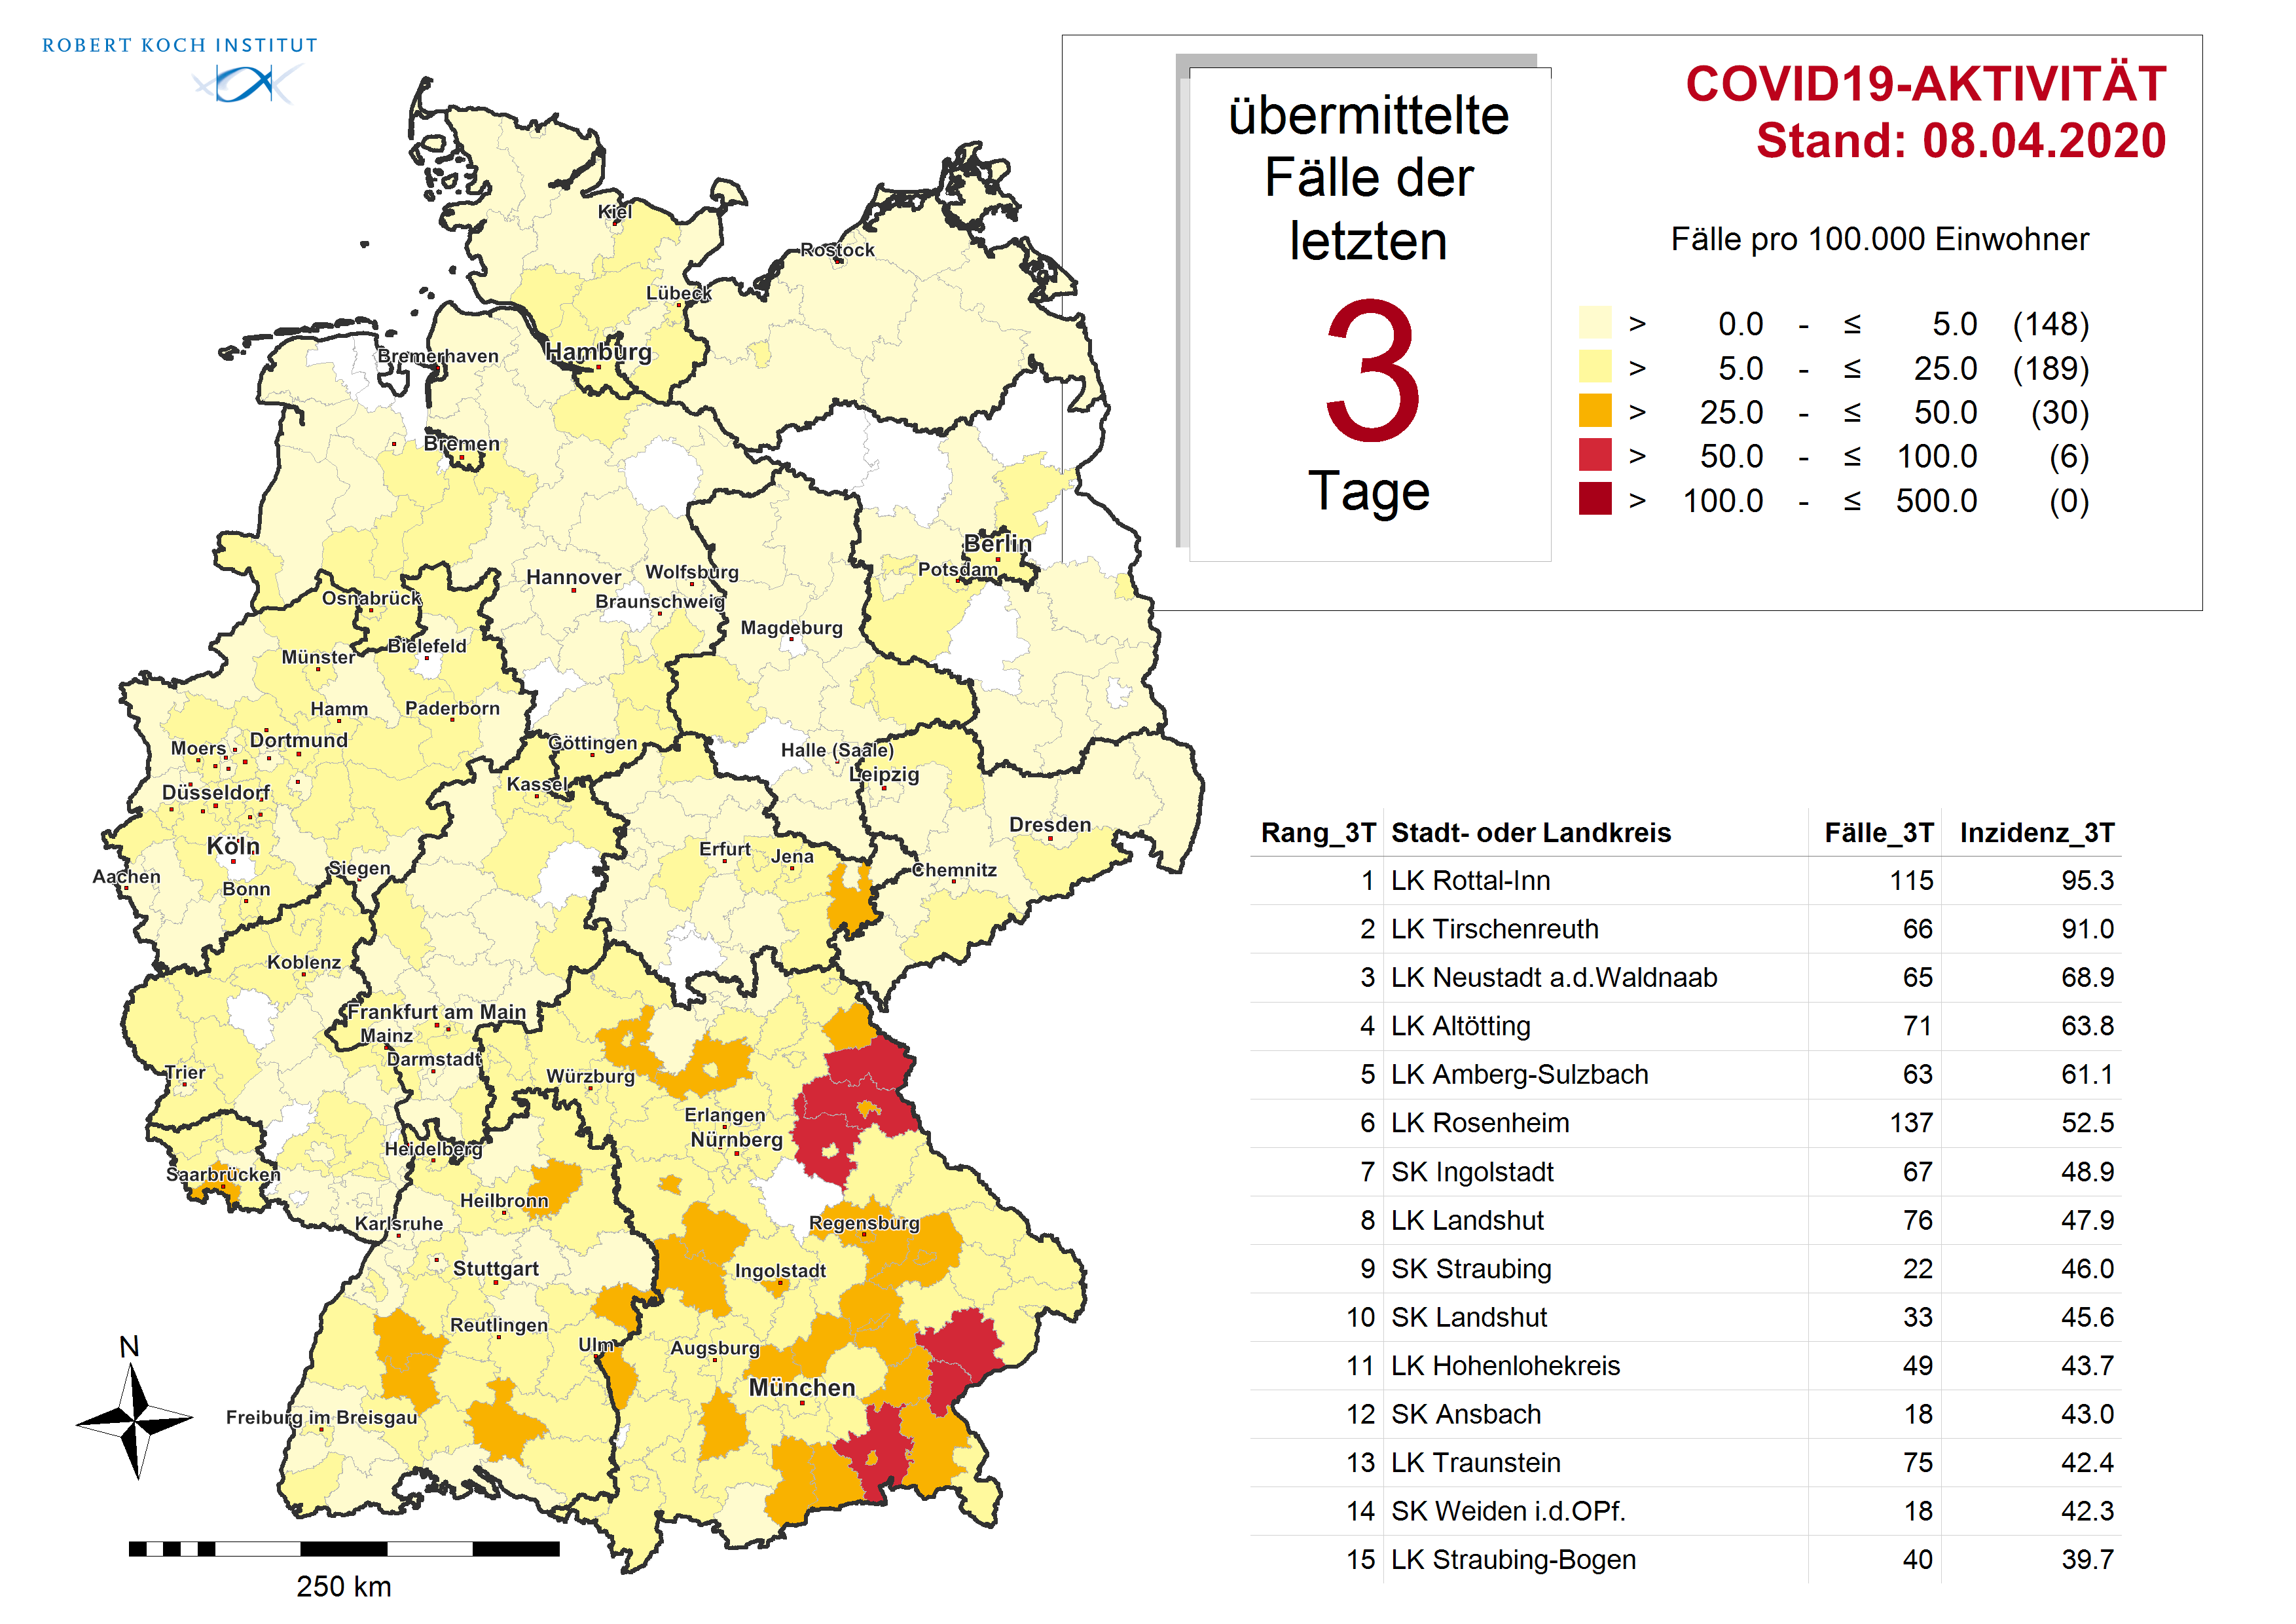 ROBERT KOCH INSTITUT
übermittelte
Fälle der
letzten
3
Tage
COVID19-AKTIVITÄT
Stand: 08.04.2020
Fälle pro 100.000 Einwohner
> 0.0 - ≤ 5.0 (148)
> 5.0 - ≤ 25.0 (189)
> 25.0 - ≤ 50.0 (30)
> 50.0 - ≤ 100.0 (6)
> 100.0 - ≤ 500.0 (0)
Kiel
Rostock
Lübeck
Hamburg
Bremerhaven
Bremen
Berlin
Potsdam
Hannover
Wolfsburg
Osnabrück
Braunschweig
Magdeburg
Bielefeld
Münster
Hamm
Paderborn
Moers
Dortmund
Göttingen
Halle (Saale)
Leipzig
Kassel
Düsseldorf
Dresden
Köln
Erfurt
Jena
Siegen
Chemnitz
Aachen
Bonn
Koblenz
Frankfurt am Main
Mainz
Darmstadt
Trier
Würzburg
Erlangen
Nürnberg
Heidelberg
Saarbrücken
Heilbronn
Karlsruhe
Regensburg
Stuttgart
Ingolstadt
Reutlingen
Ulm
Augsburg
München
Freiburg im Breisgau
N
250 km
Rang_3T Stadt- oder Landkreis Fälle_3T Inzidenz_3T
1 LK Rottal-Inn 115 95.3
2 LK Tirschenreuth 66 91.0
3 LK Neustadt a.d.Waldnaab 65 68.9
4 LK Altötting 71 63.8
5 LK Amberg-Sulzbach 63 61.1
6 LK Rosenheim 137 52.5
7 SK Ingolstadt 67 48.9
8 LK Landshut 76 47.9
9 SK Straubing 22 46.0
10 SK Landshut 33 45.6
11 LK Hohenlohekreis 49 43.7
12 SK Ansbach 18 43.0
13 LK Traunstein 75 42.4
14 SK Weiden i.d.OPf. 18 42.3
15 LK Straubing-Bogen 40 39.7